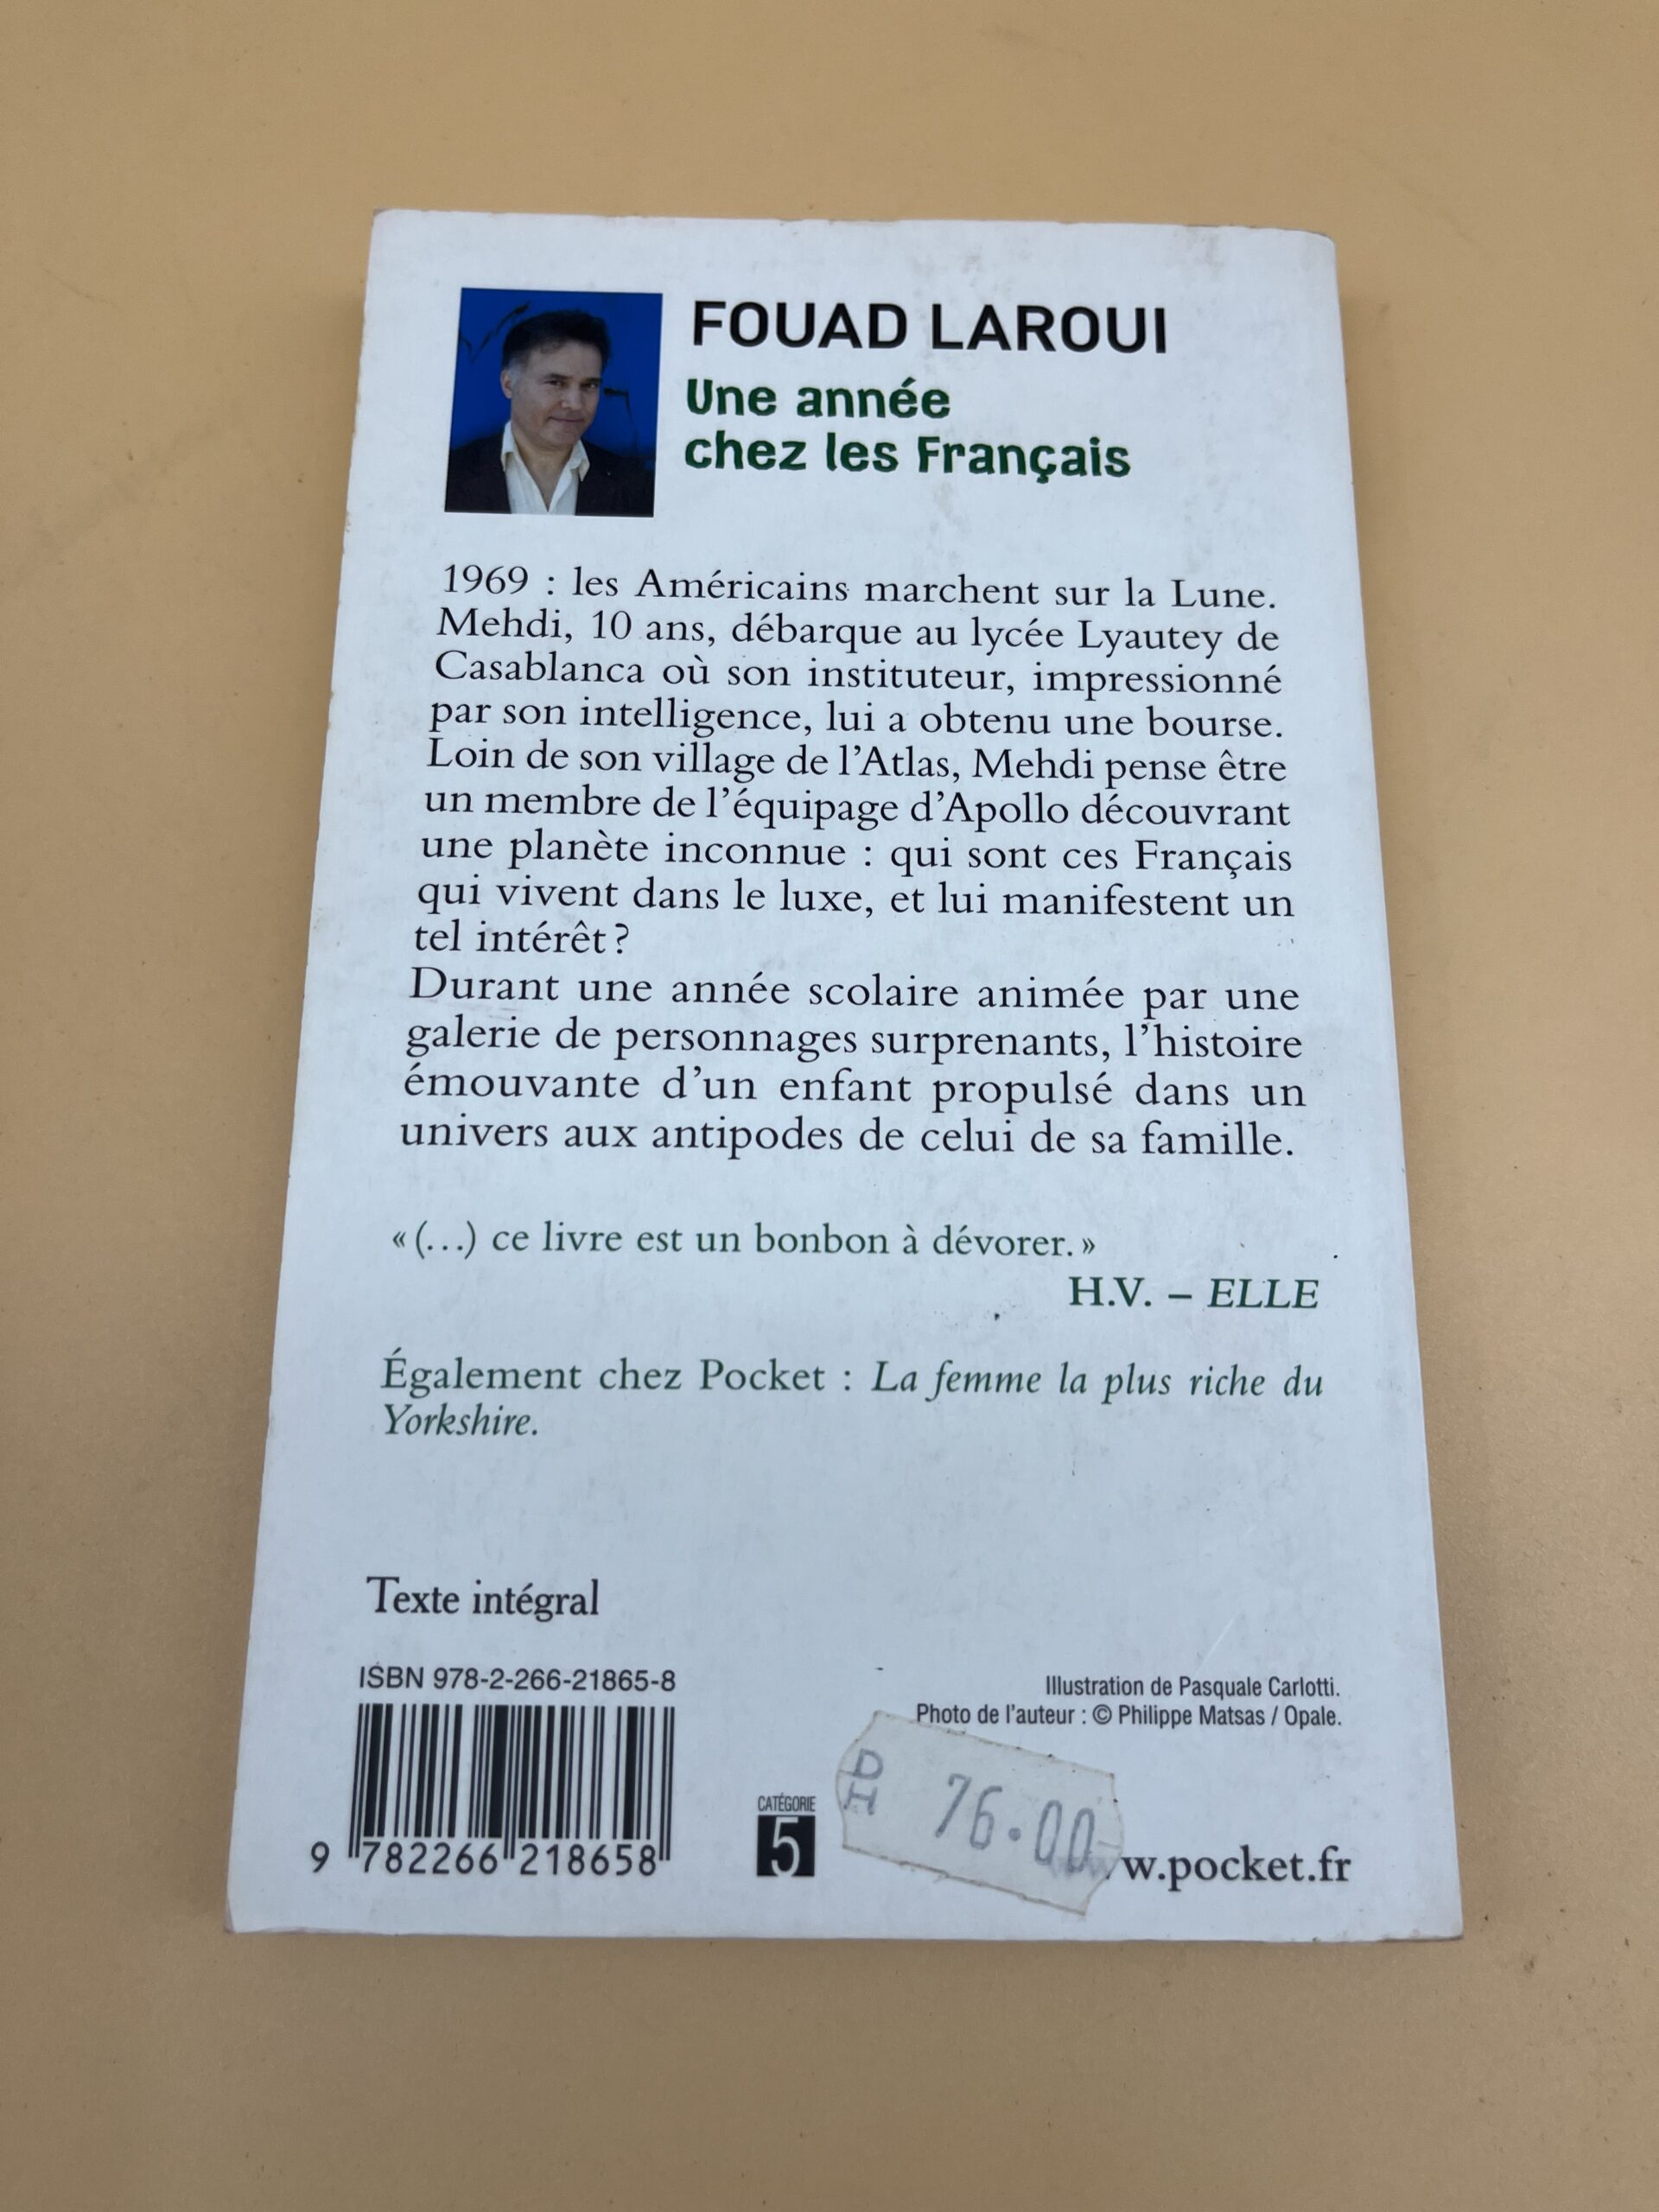 FOUAD LAROUI
Une année
chez les Français
1969 : les Américains marchent sur la Lune.
Mehdi, 10 ans, débarque au lycée Lyautey de
Casablanca où son instituteur, impressionné
par son intelligence, lui a obtenu une bourse.
Loin de son village de l'Atlas, Mehdi pense être
un membre de l'équipage d'Apollo découvrant
une planète inconnue : qui sont ces Français
qui vivent dans le luxe, et lui manifestent un
tel intérêt ?
Durant une année scolaire animée par une
galerie de personnages surprenants, l'histoire
émouvante d'un enfant propulsé dans un
univers aux antipodes de celui de sa famille.
« (…) ce livre est un bonbon à dévorer. »
H.V. – ELLE
Également chez Pocket : La femme la plus riche du
Yorkshire.
Texte intégral
ISBN 978-2-266-21865-8
9 782266 218658
Illustration de Pasquale Carlotti.
Photo de l'auteur : © Philippe Matsas / Opale.
CATÉGORIE
5
DH 76.00
w.pocket.fr